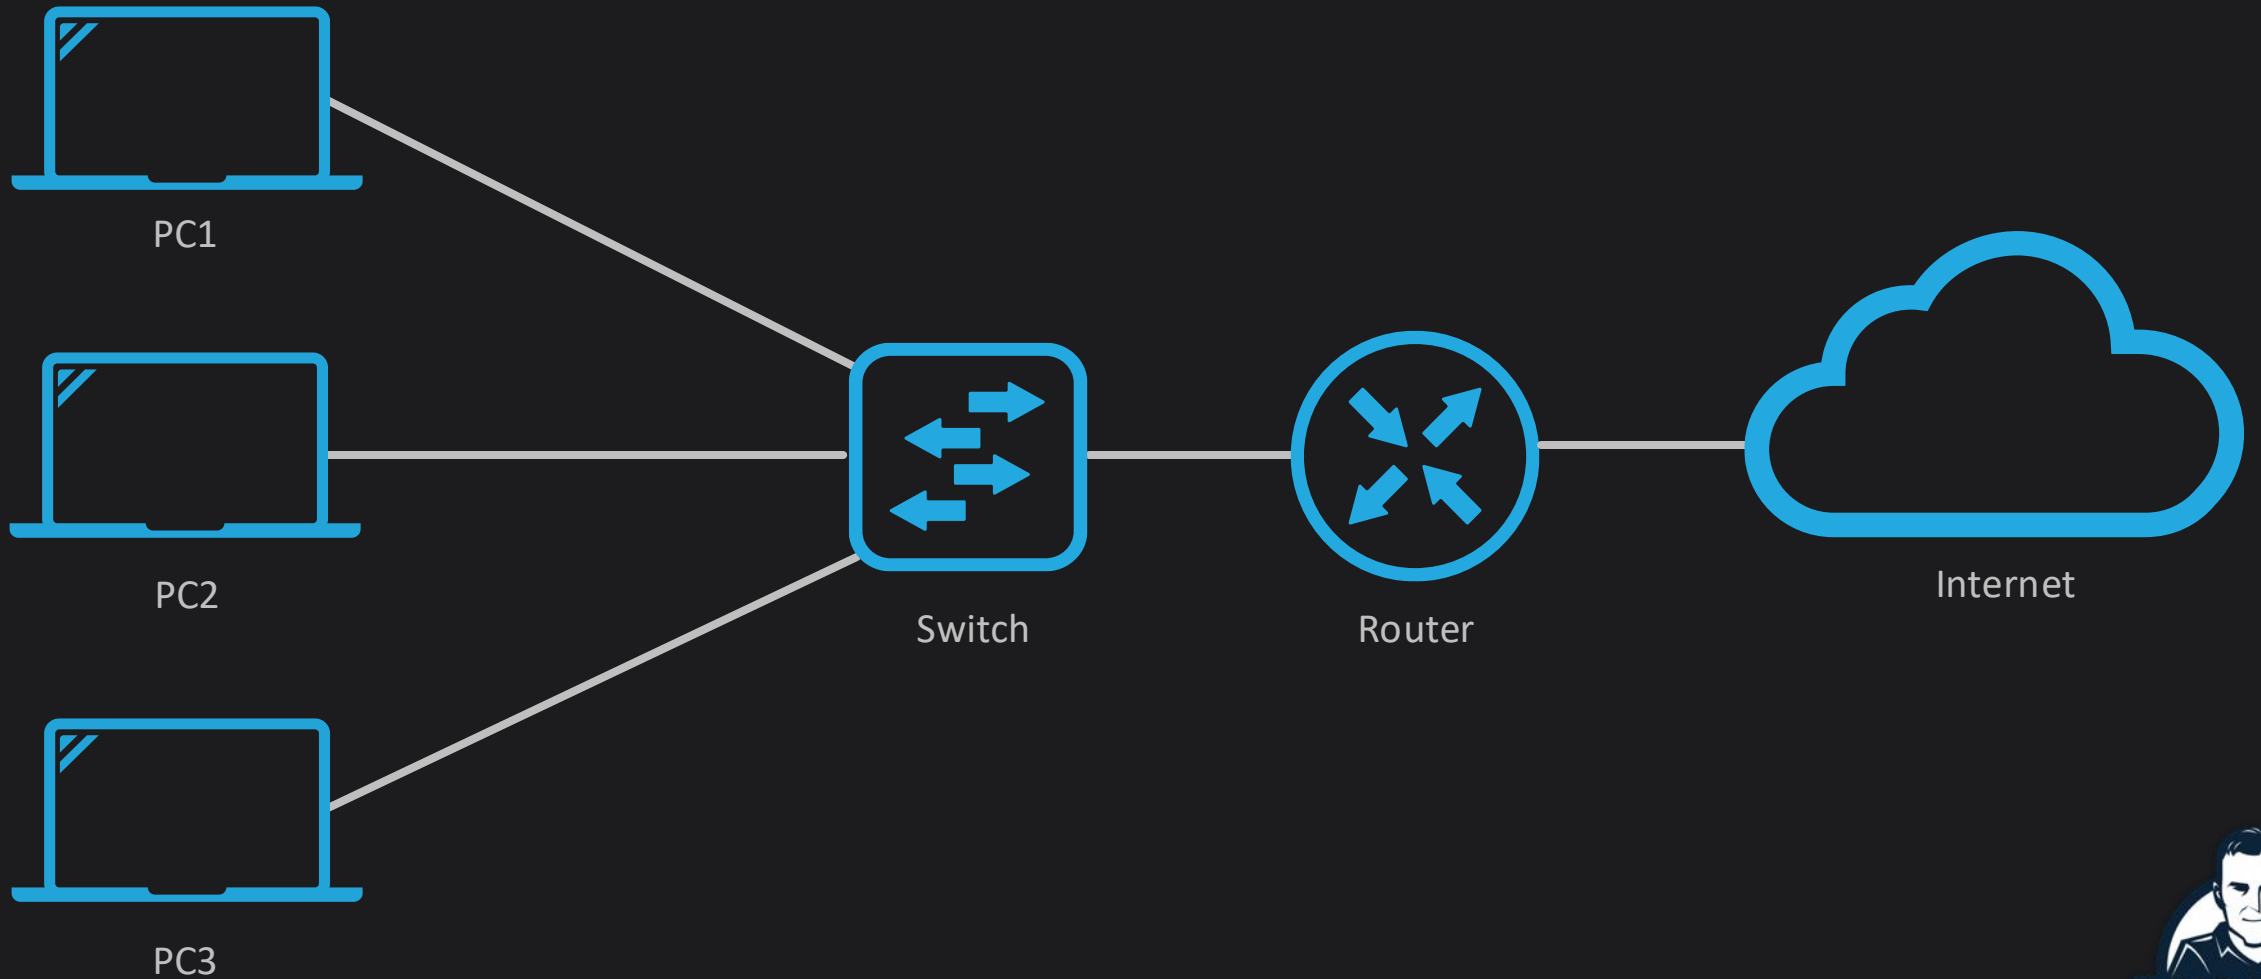 PC1
PC2
Switch
Router
Internet
PC3